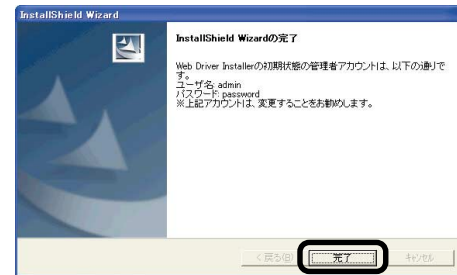 InstallShield Wizard
InstallShield Wizardの完了
Web Driver Installerの初期状態の管理者アカウントは、以下の通りで
す。
ユーザ名: admin
パスワード: password
※上記アカウントは、変更することをお勧めします。
< 戻る(B) 完了 キャンセル